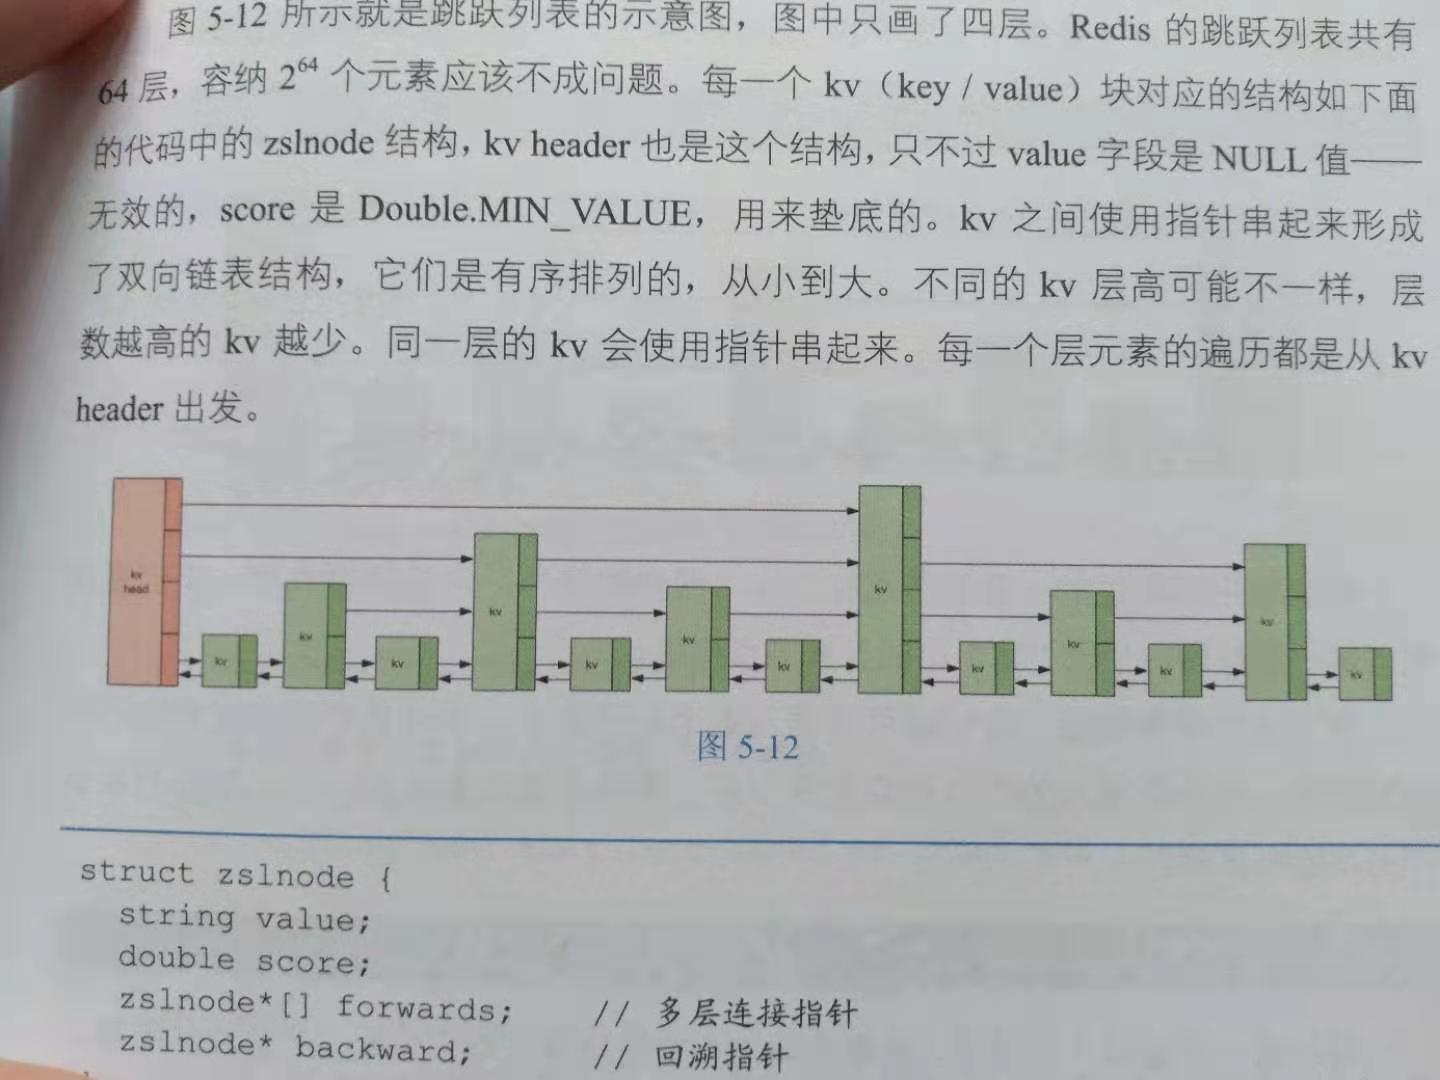 图 5-12 所示就是跳跃列表的示意图，图中只画了四层。Redis 的跳跃列表共有
64 层，容纳 2^64 个元素应该不成问题。每一个 kv（key / value）块对应的结构如下面
的代码中的 zslnode 结构，kv header 也是这个结构，只不过 value 字段是 NULL 值——
无效的，score 是 Double.MIN_VALUE，用来垫底的。kv 之间使用指针串起来形成
了双向链表结构，它们是有序排列的，从小到大。不同的 kv 层高可能不一样，层
数越高的 kv 越少。同一层的 kv 会使用指针串起来。每一个层元素的遍历都是从 kv
header 出发。
kv
head
kv
kv
kv
kv
kv
kv
kv
kv
kv
kv
kv
kv
kv
图 5-12
struct zslnode {
string value;
double score;
zslnode*[] forwards; // 多层连接指针
zslnode* backward; // 回溯指针